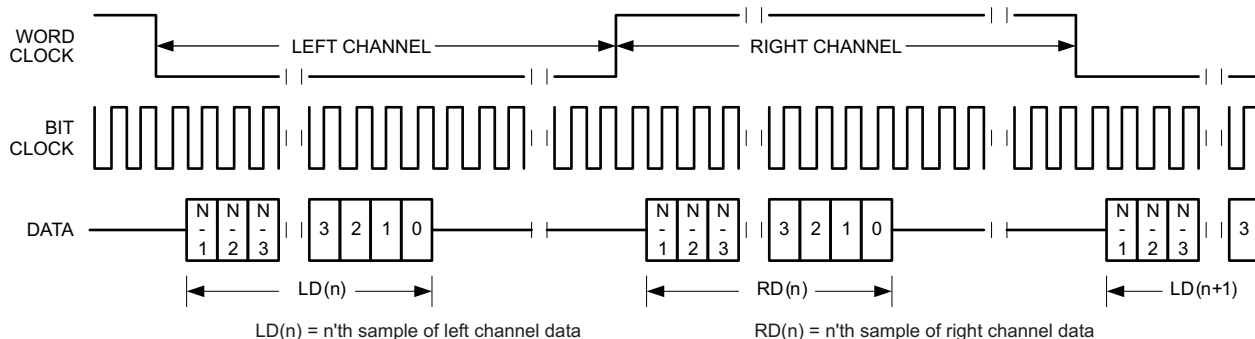 WORD
CLOCK
LEFT CHANNEL
RIGHT CHANNEL
BIT
CLOCK
DATA
N-1 N-2 N-3 3 2 1 0
N-1 N-2 N-3 3 2 1 0
N-1 N-2 N-3 3
LD(n)
RD(n)
LD(n+1)
LD(n) = n'th sample of left channel data
RD(n) = n'th sample of right channel data